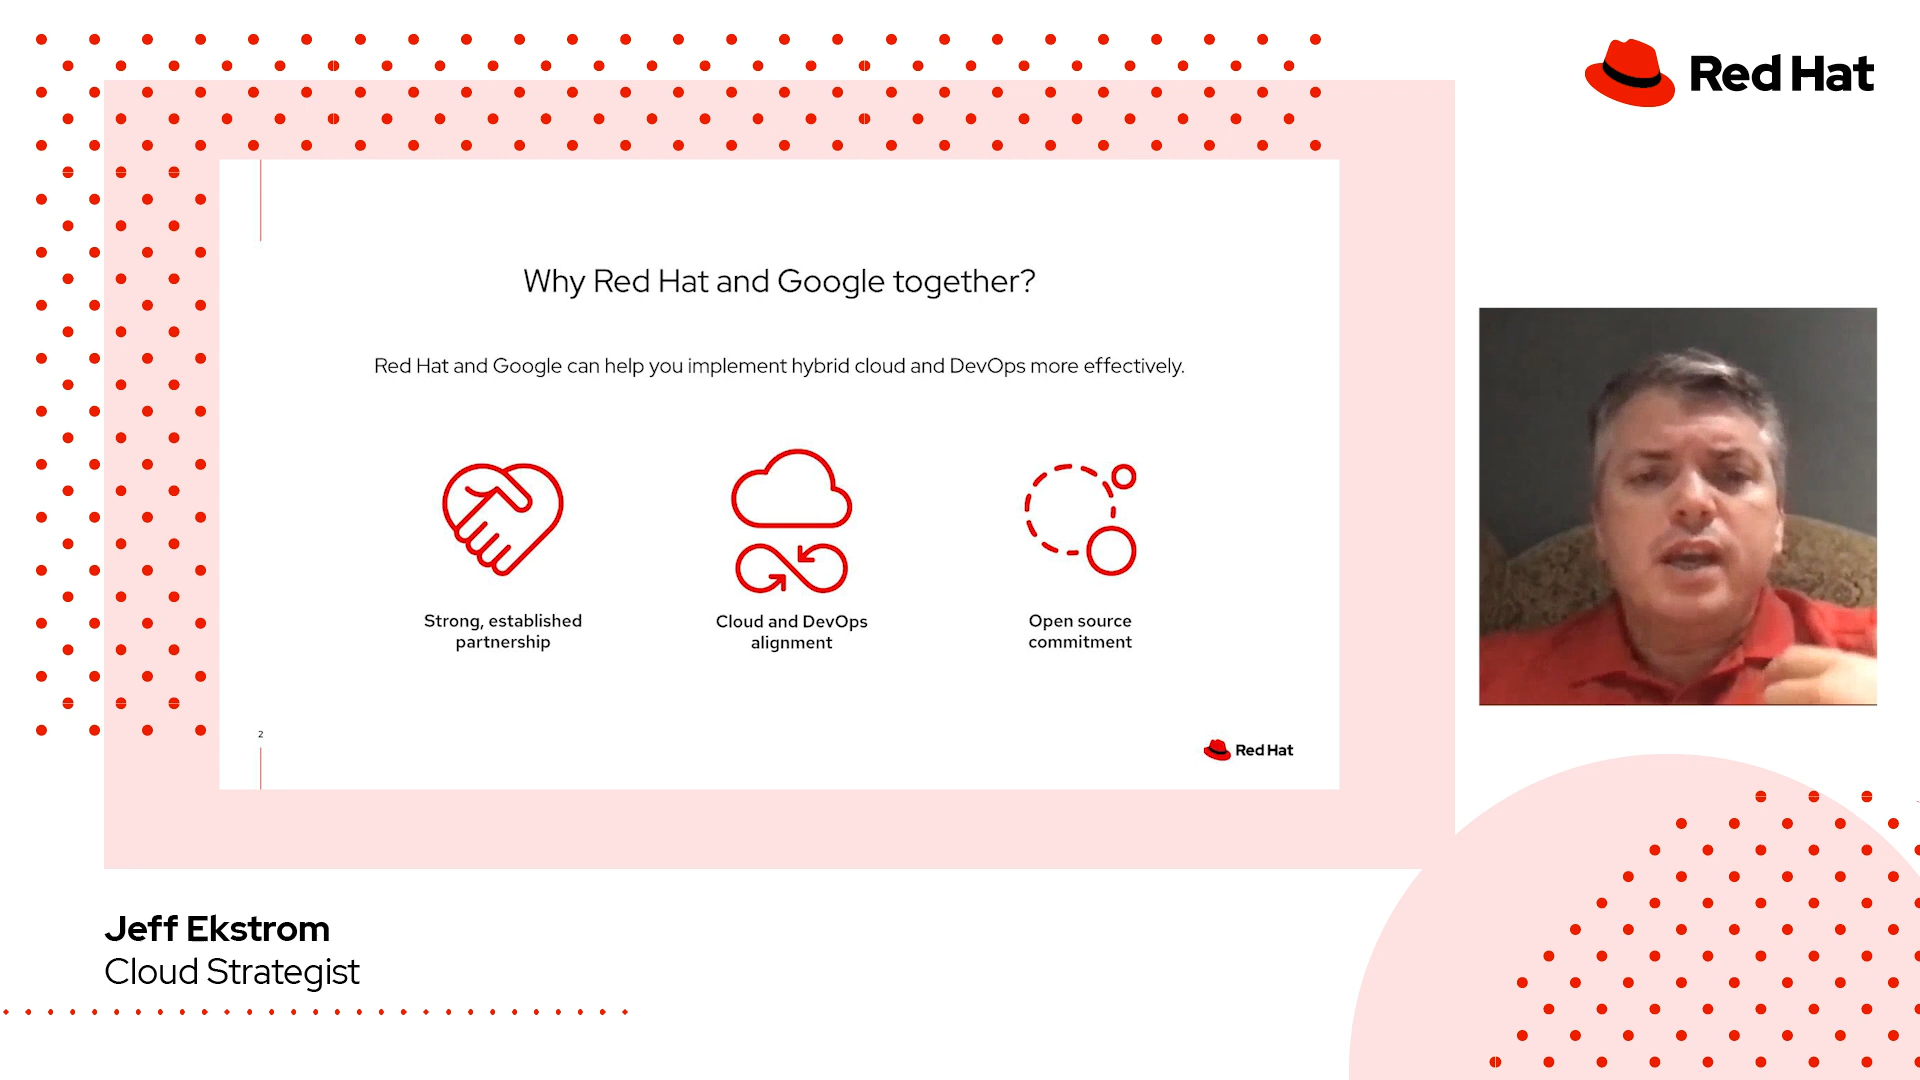 Red Hat
Why Red Hat and Google together?
Red Hat and Google can help you implement hybrid cloud and DevOps more effectively.
Strong, established
partnership
Cloud and DevOps
alignment
Open source
commitment
2
Red Hat
Jeff Ekstrom
Cloud Strategist